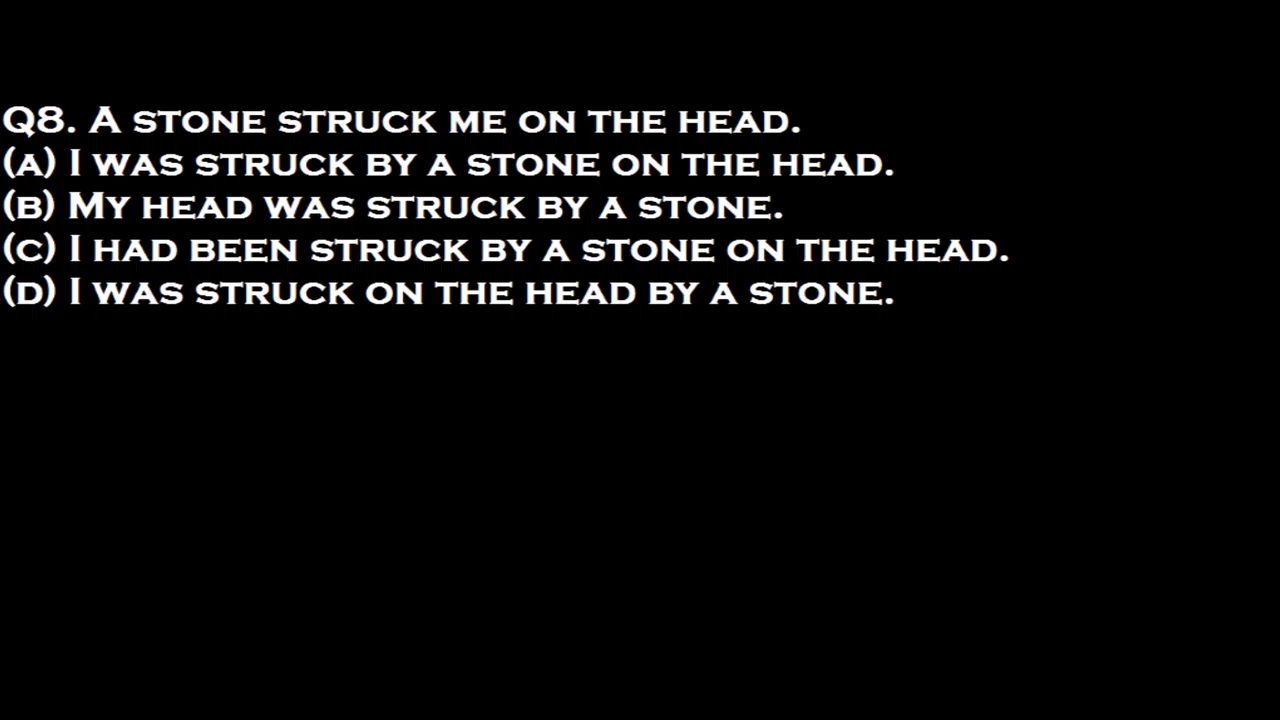 Q8. A stone struck me on the head.
(a) I was struck by a stone on the head.
(b) My head was struck by a stone.
(c) I had been struck by a stone on the head.
(d) I was struck on the head by a stone.